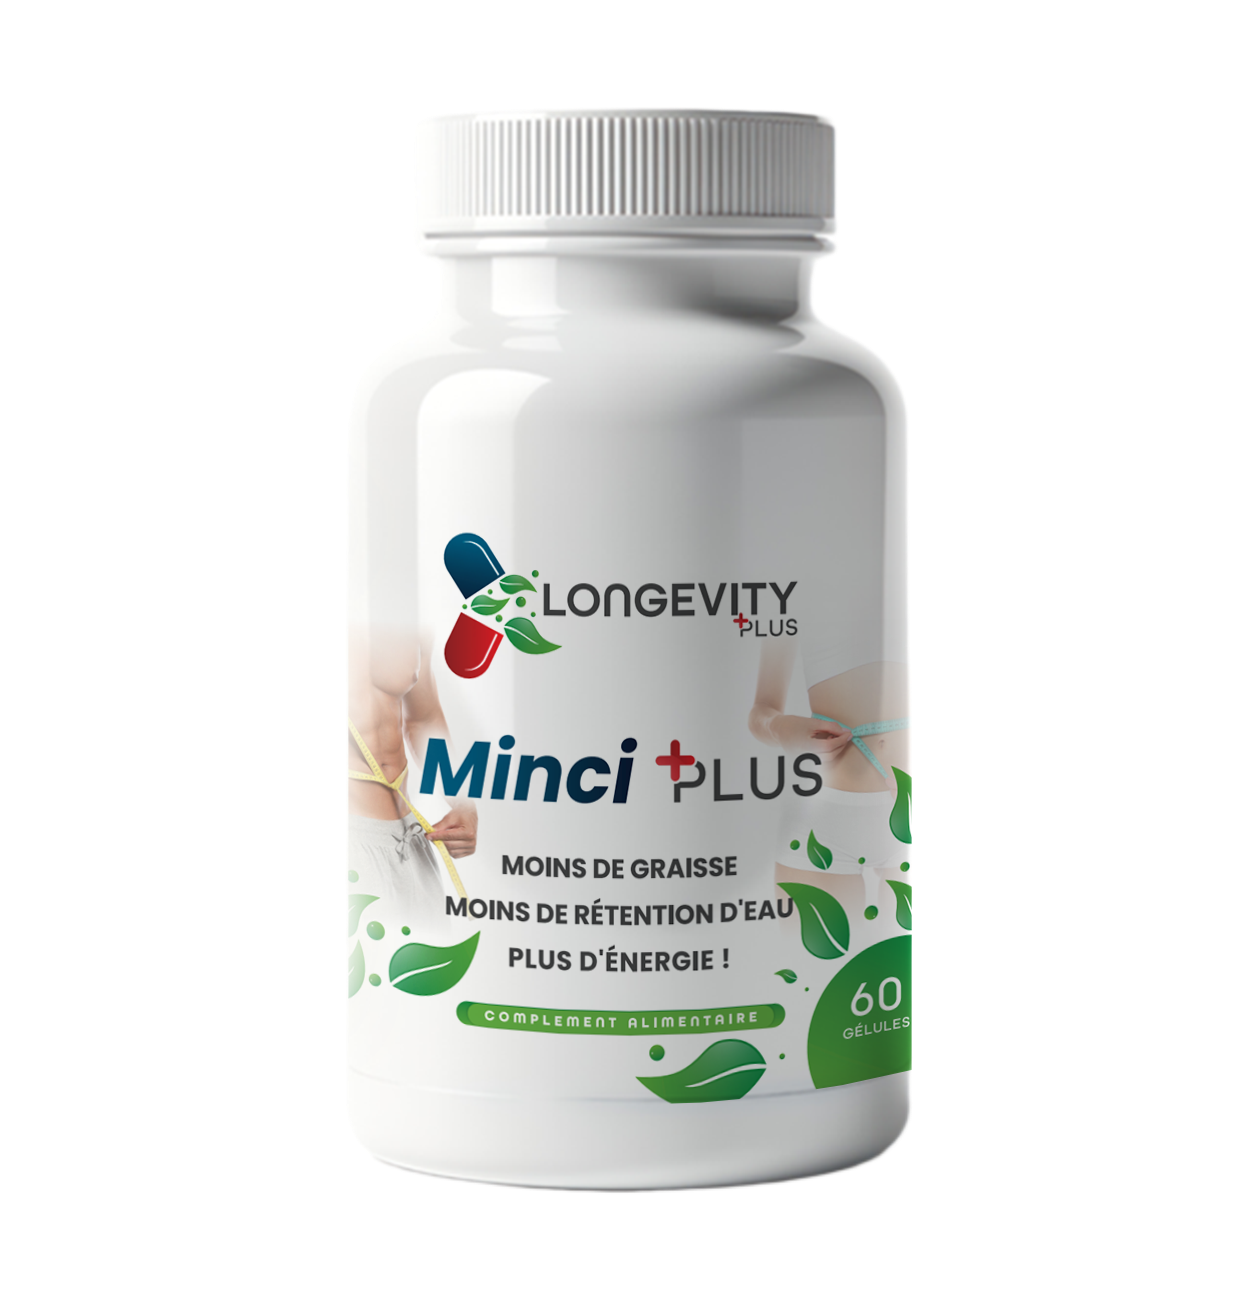 LONGEVITY
+PLUS
Minci +PLUS
MOINS DE GRAISSE
MOINS DE RÉTENTION D'EAU
PLUS D'ÉNERGIE !
COMPLEMENT ALIMENTAIRE
60
GÉLULES